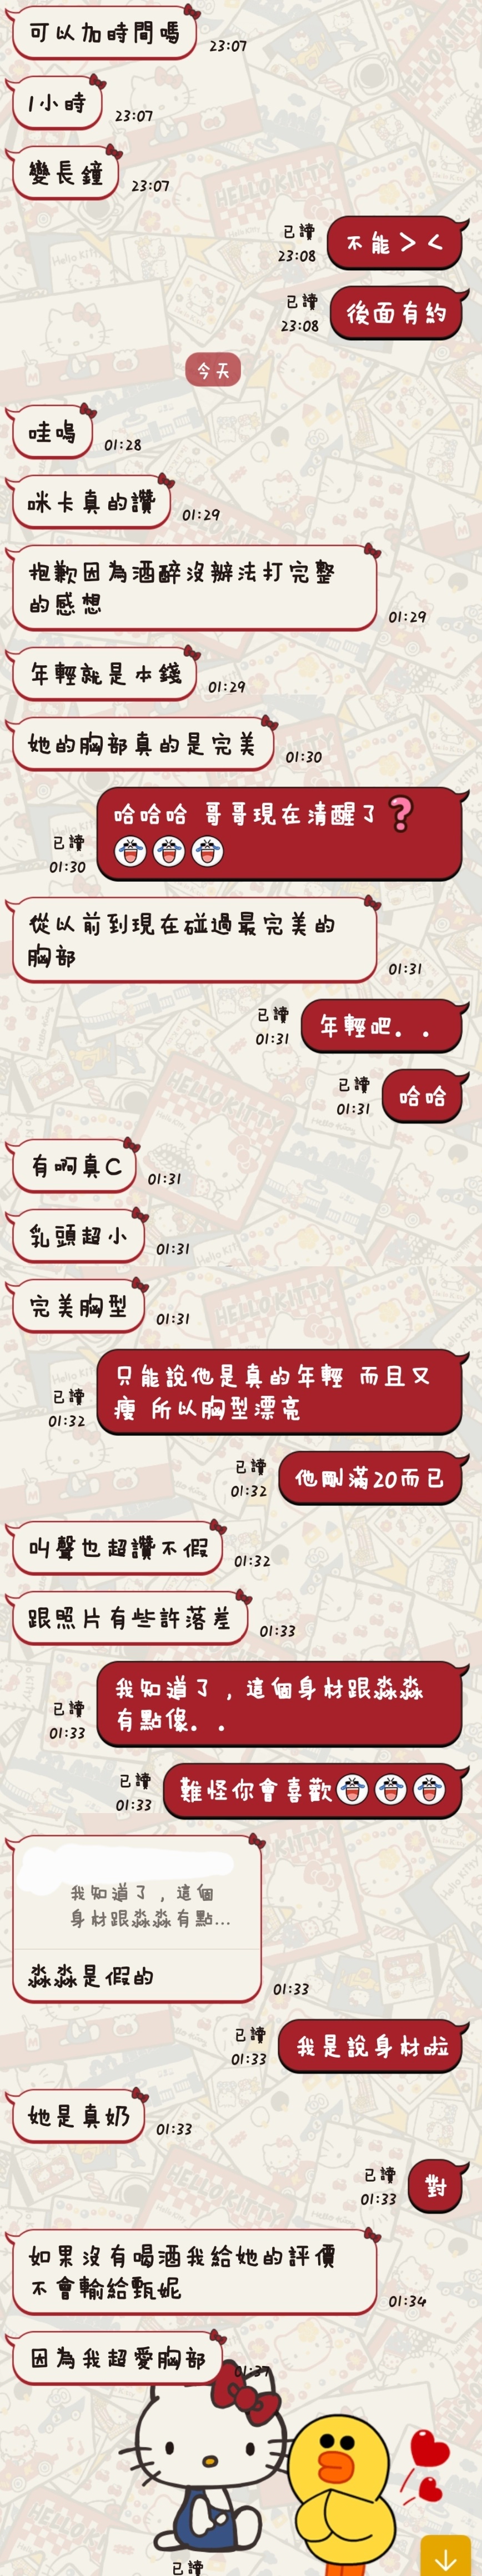 可以加時間嗎
23:07
1小時
23:07
變長鐘
23:07
已讀
23:08
不能＞＜
已讀
23:08
後面有約
今天
哇嗚
01:28
咪卡真的讚
01:29
抱歉因為酒醉沒辦法打完整
的感想
01:29
年輕就是本錢
01:29
她的胸部真的是完美
01:30
哈哈哈 哥哥現在清醒了❓
😂😂😂
已讀
01:30
從以前到現在碰過最完美的
胸部
01:31
已讀
01:31
年輕吧．．
已讀
01:31
哈哈
有啊真C
01:31
乳頭超小
01:31
完美胸型
01:31
只能說他是真的年輕 而且又
瘦 所以胸型漂亮
已讀
01:32
已讀
01:32
他剛滿20而已
叫聲也超讚不假
01:32
跟照片有些許落差
01:33
我知道了，這個身材跟淼淼
有點像．．
已讀
01:33
已讀
01:33
難怪你會喜歡😂😂😂
我知道了，這個
身材跟淼淼有點...
淼淼是假的
01:33
已讀
01:33
我是說身材啦
她是真奶
01:33
已讀
01:33
對
如果沒有喝酒我給她的評價
不會輸給甄妮
01:34
因為我超愛胸部
01:37
已讀
HELLO KITTY
Hello Kitty